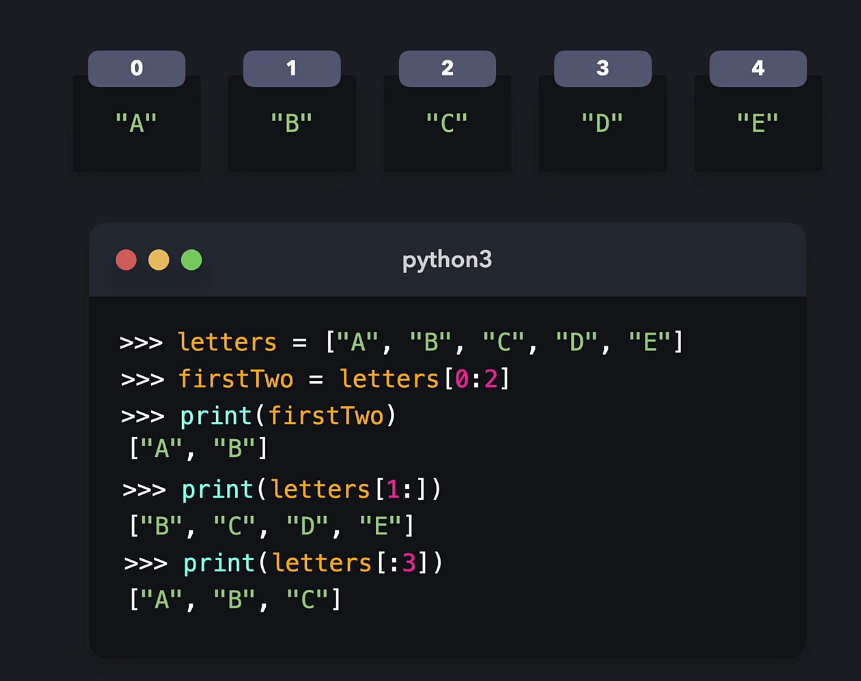 0 1 2 3 4
"A" "B" "C" "D" "E"
python3
>>> letters = ["A", "B", "C", "D", "E"]
>>> firstTwo = letters[0:2]
>>> print(firstTwo)
["A", "B"]
>>> print(letters[1:])
["B", "C", "D", "E"]
>>> print(letters[:3])
["A", "B", "C"]